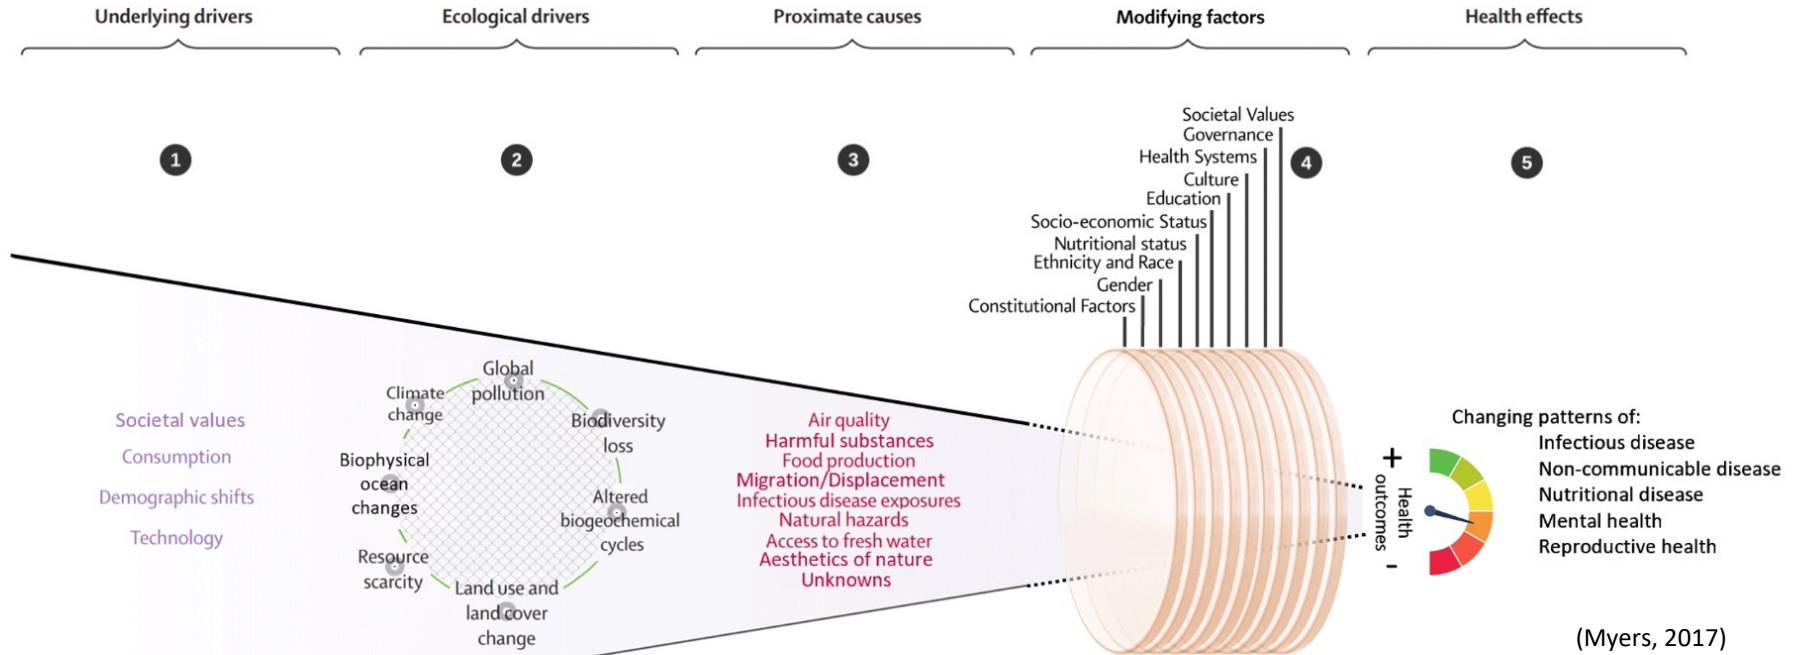 Underlying drivers
Ecological drivers
Proximate causes
Modifying factors
Health effects
1
2
3
4
5
Societal values
Consumption
Demographic shifts
Technology
Global
pollution
Climate
change
Biodiversity
loss
Biophysical
ocean
changes
Altered
biogeochemical
cycles
Resource
scarcity
Land use and
land cover
change
Air quality
Harmful substances
Food production
Migration/Displacement
Infectious disease exposures
Natural hazards
Access to fresh water
Aesthetics of nature
Unknowns
Societal Values
Governance
Health Systems
Culture
Education
Socio-economic Status
Nutritional status
Ethnicity and Race
Gender
Constitutional Factors
+
Health
outcomes
-
Changing patterns of:
Infectious disease
Non-communicable disease
Nutritional disease
Mental health
Reproductive health
(Myers, 2017)